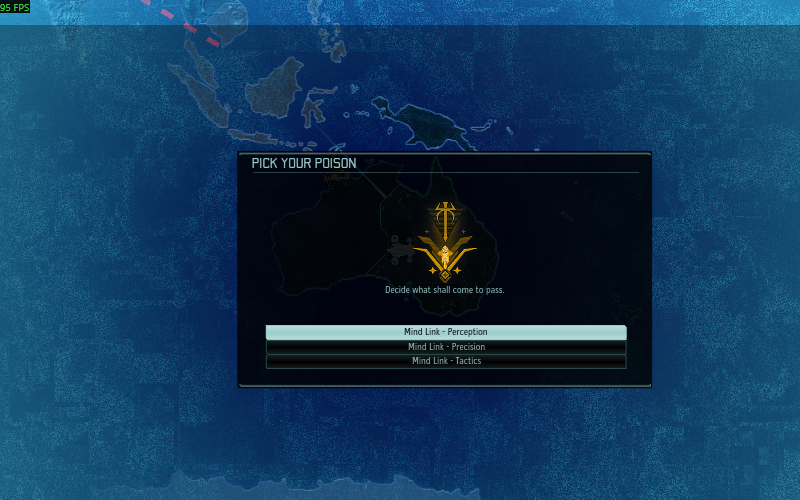 95 FPS
PICK YOUR POISON
Decide what shall come to pass.
Mind Link - Perception
Mind Link - Precision
Mind Link - Tactics